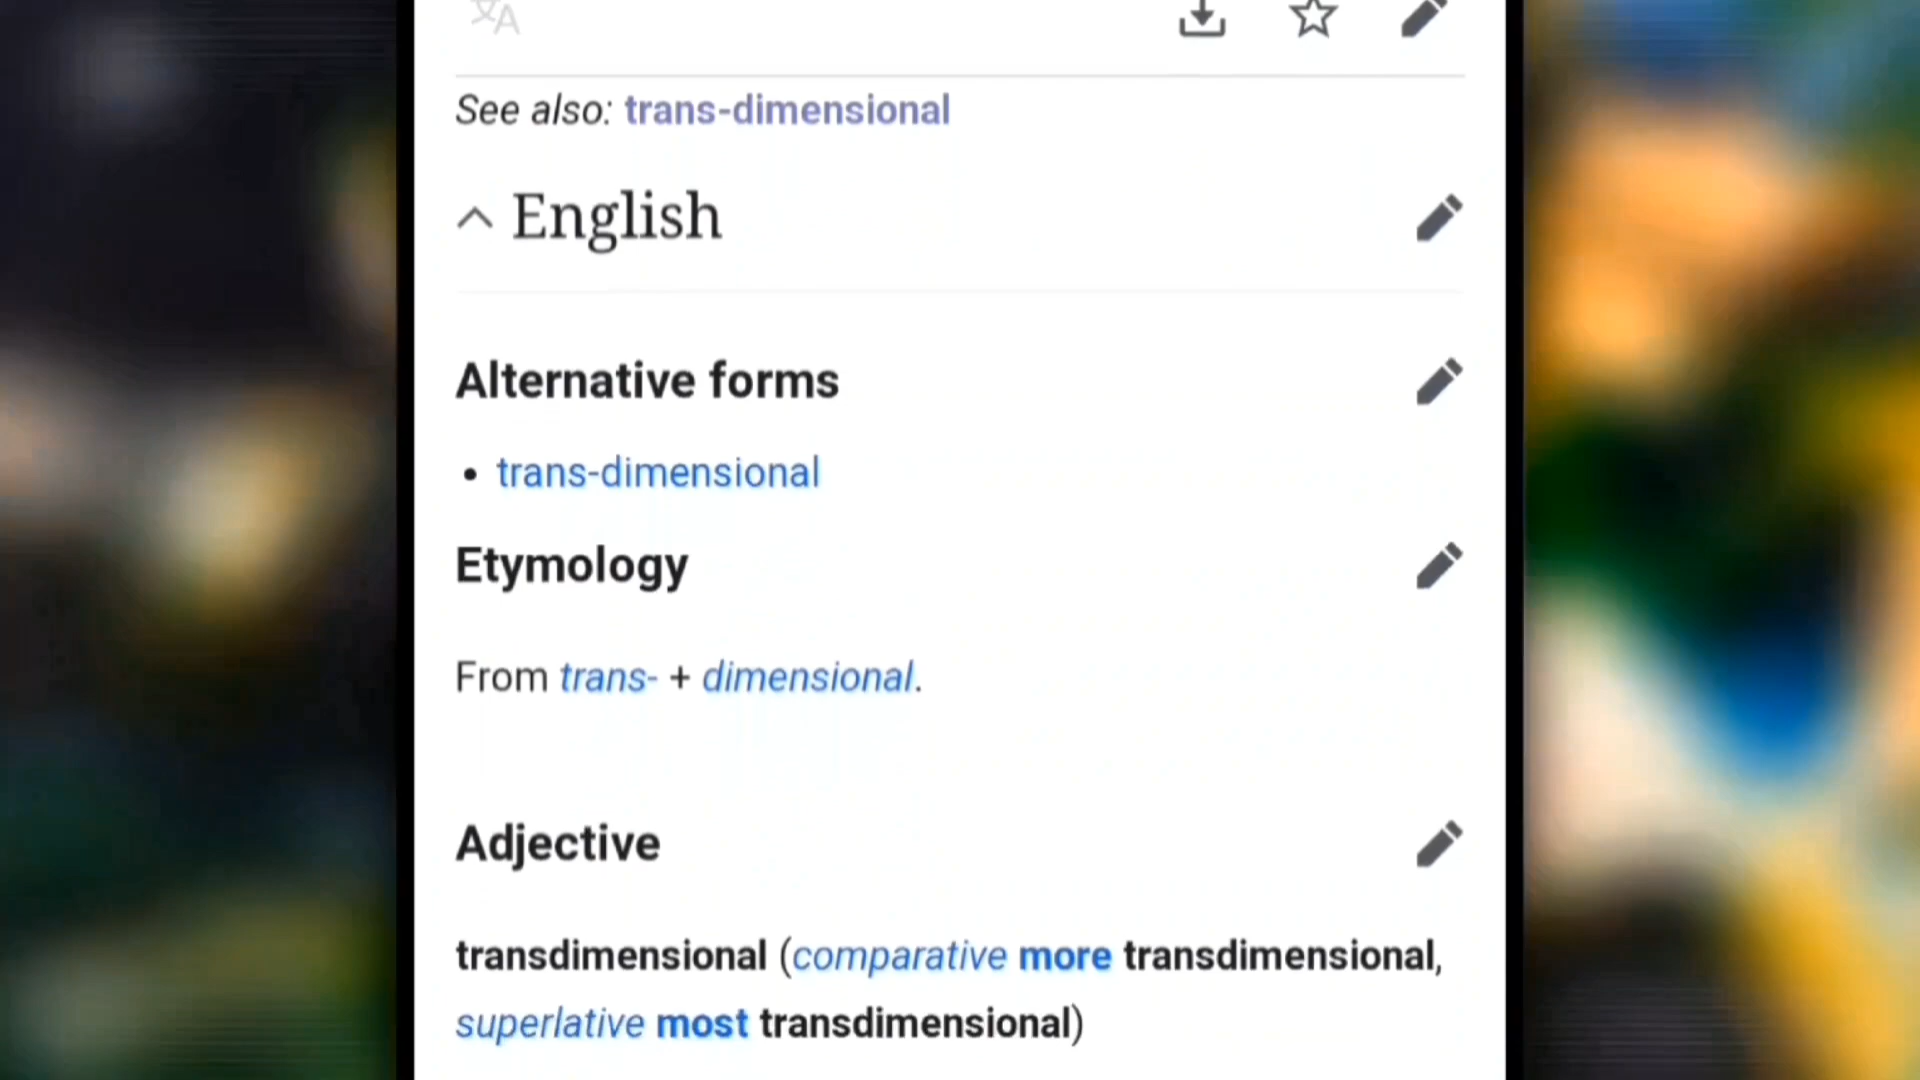 See also: trans-dimensional
English
Alternative forms
• trans-dimensional
Etymology
From trans- + dimensional.
Adjective
transdimensional (comparative more transdimensional,
superlative most transdimensional)